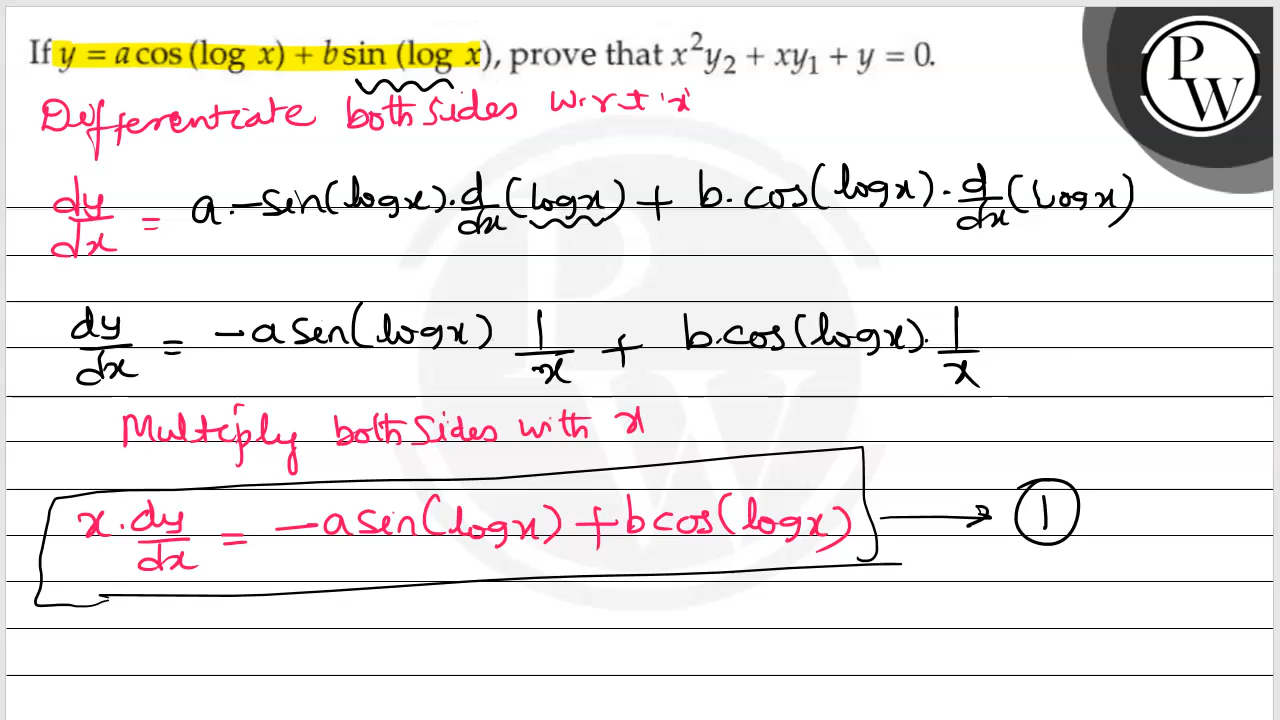 If y = a cos (log x) + b sin (log x), prove that x²y₂ + xy₁ + y = 0.
PW
Differentiate both sides w.r.t 'x'
dy/dx = a.-sin(logx).d/dx(logx) + b.cos(logx).d/dx(logx)
dy/dx = -a sin(logx) 1/x + b.cos(logx).1/x
Multiply both sides with x
x.dy/dx = -a sin(logx) + b cos(logx) → ①